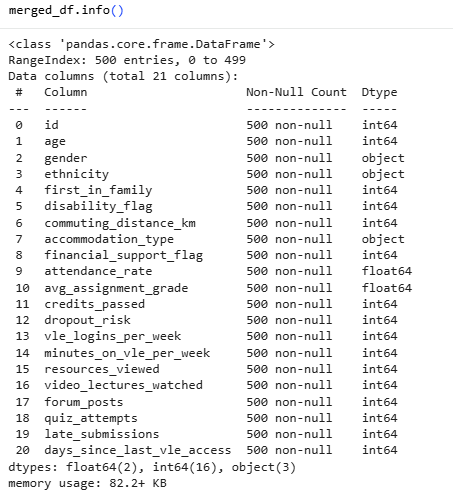 merged_df.info()
<class 'pandas.core.frame.DataFrame'>
RangeIndex: 500 entries, 0 to 499
Data columns (total 21 columns):
 #   Column                      Non-Null Count  Dtype
---  ------                      --------------  -----
 0   id                          500 non-null    int64
 1   age                         500 non-null    int64
 2   gender                      500 non-null    object
 3   ethnicity                   500 non-null    object
 4   first_in_family             500 non-null    int64
 5   disability_flag             500 non-null    int64
 6   commuting_distance_km       500 non-null    int64
 7   accommodation_type          500 non-null    object
 8   financial_support_flag      500 non-null    int64
 9   attendance_rate             500 non-null    float64
 10  avg_assignment_grade        500 non-null    float64
 11  credits_passed              500 non-null    int64
 12  dropout_risk                500 non-null    int64
 13  vle_logins_per_week         500 non-null    int64
 14  minutes_on_vle_per_week     500 non-null    int64
 15  resources_viewed            500 non-null    int64
 16  video_lectures_watched      500 non-null    int64
 17  forum_posts                 500 non-null    int64
 18  quiz_attempts               500 non-null    int64
 19  late_submissions            500 non-null    int64
 20  days_since_last_vle_access  500 non-null    int64
dtypes: float64(2), int64(16), object(3)
memory usage: 82.2+ KB